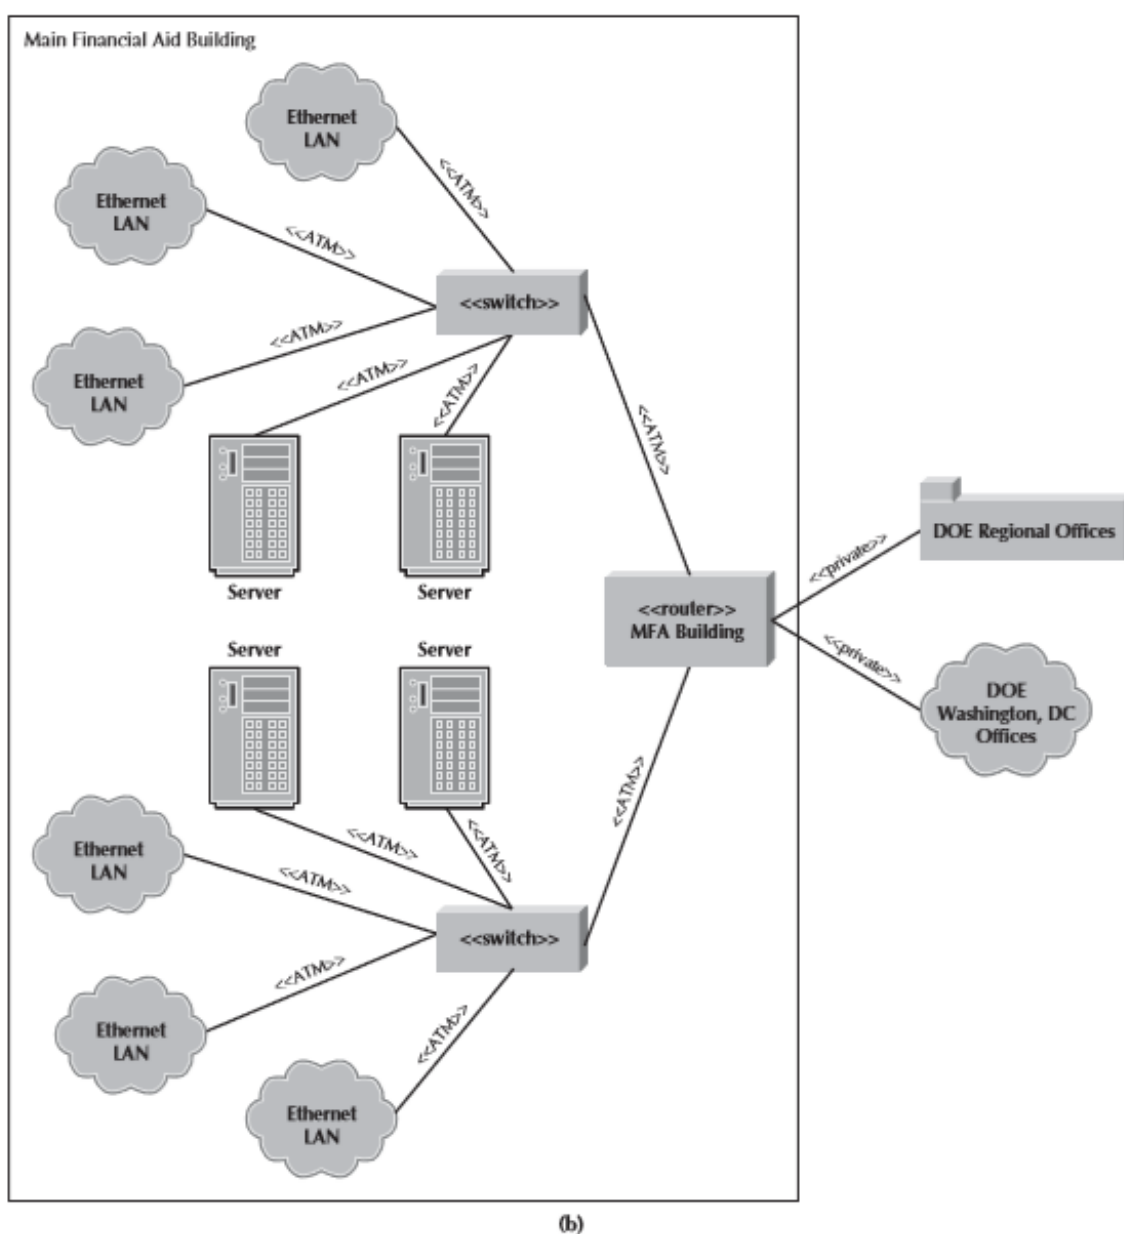 Main Financial Aid Building
Ethernet
LAN
<<ATM>>
Ethernet
LAN
<<ATM>>
<<switch>>
<<ATM>>
Ethernet
LAN
<<ATM>>
<<ATM>>
<<ATM>>
Server
Server
DOE Regional Offices
<<private>>
<<router>>
MFA Building
<<private>>
DOE
Washington, DC
Offices
Server
Server
<<ATM>>
<<ATM>>
<<ATM>>
Ethernet
LAN
<<ATM>>
<<switch>>
<<ATM>>
Ethernet
LAN
<<ATM>>
Ethernet
LAN
(b)